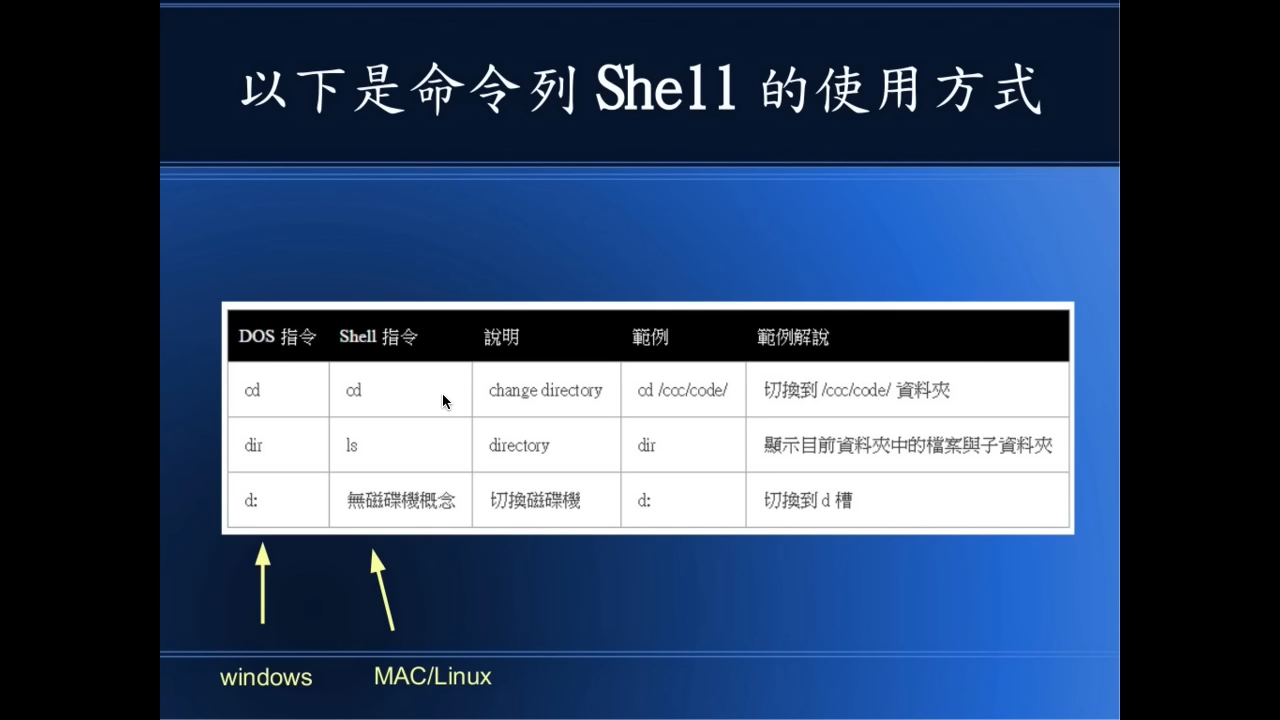 以下是命令列 Shell 的使用方式
DOS 指令 Shell 指令 說明 範例 範例解說
cd cd change directory cd /ccc/code/ 切換到 /ccc/code/ 資料夾
dir ls directory dir 顯示目前資料夾中的檔案與子資料夾
d: 無磁碟機概念 切換磁碟機 d: 切換到 d 槽
windows MAC/Linux